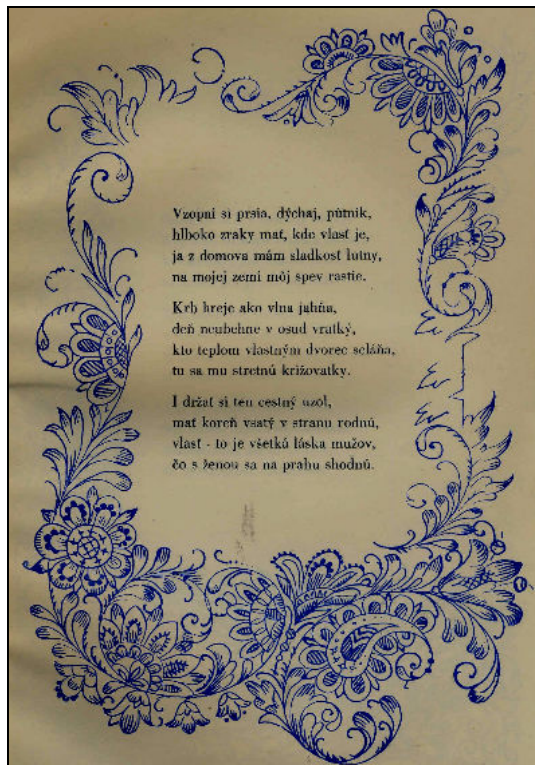 Vzopni si prsia, dýchaj, pútnik,
hlboko zraky mať, kde vlasť je,
ja z domova mám sladkosť lutny,
na mojej zemi môj spev rastie.
Krb hreje ako vlna jahňa,
deň neubehne v osud vratký,
kto teplom vlastným dvorec scláňa,
tu sa mu stretnú križovatky.
I držať si ten cestný uzol,
mať koreň vsatý v stranu rodnú,
vlasť - to je všetká láska mužov,
čo s ženou sa na prahu shodnú.